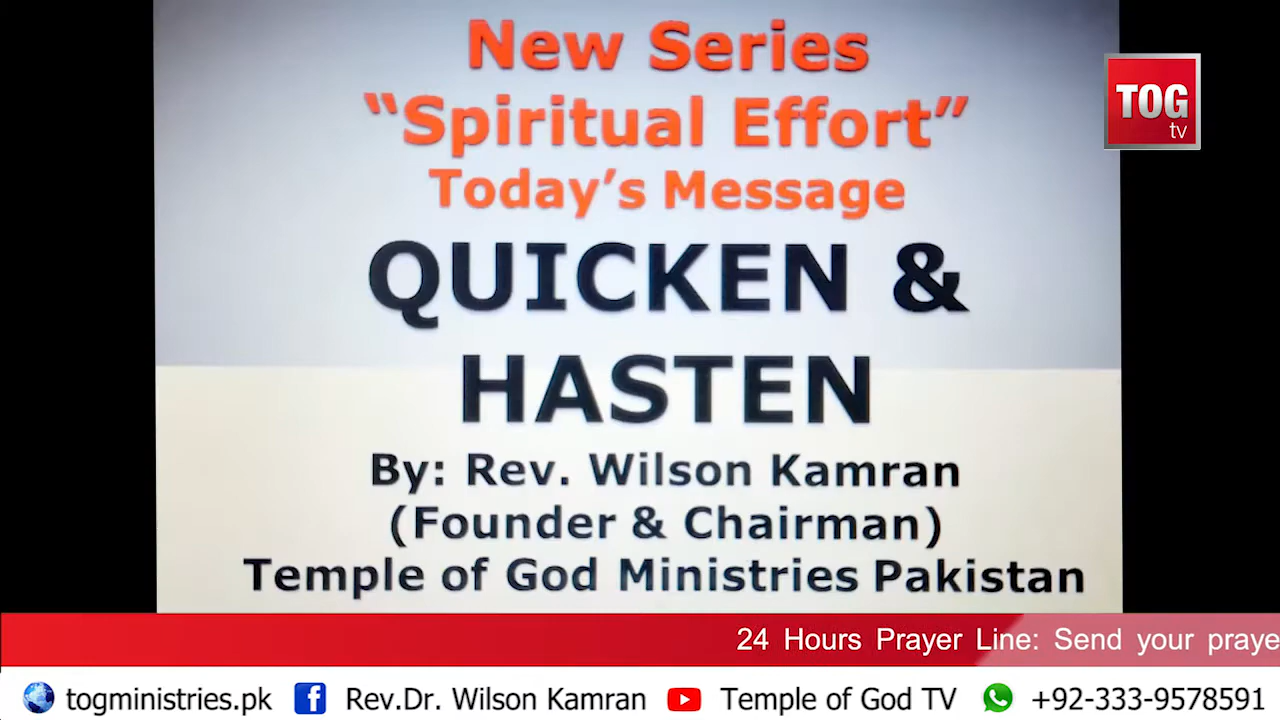 New Series
“Spiritual Effort”
Today’s Message
QUICKEN &
HASTEN
By: Rev. Wilson Kamran
(Founder & Chairman)
Temple of God Ministries Pakistan
TOG
tv
24 Hours Prayer Line: Send your praye
togministries.pk Rev.Dr. Wilson Kamran Temple of God TV +92-333-9578591